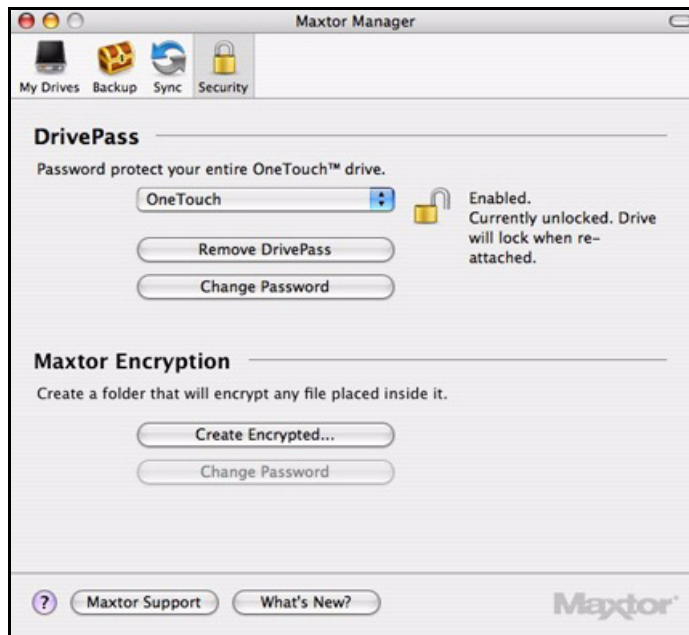 Maxtor Manager
My Drives Backup Sync Security
DrivePass
Password protect your entire OneTouch™ drive.
OneTouch
Enabled.
Currently unlocked. Drive
will lock when re-
attached.
Remove DrivePass
Change Password
Maxtor Encryption
Create a folder that will encrypt any file placed inside it.
Create Encrypted...
Change Password
? Maxtor Support What's New? Maxtor